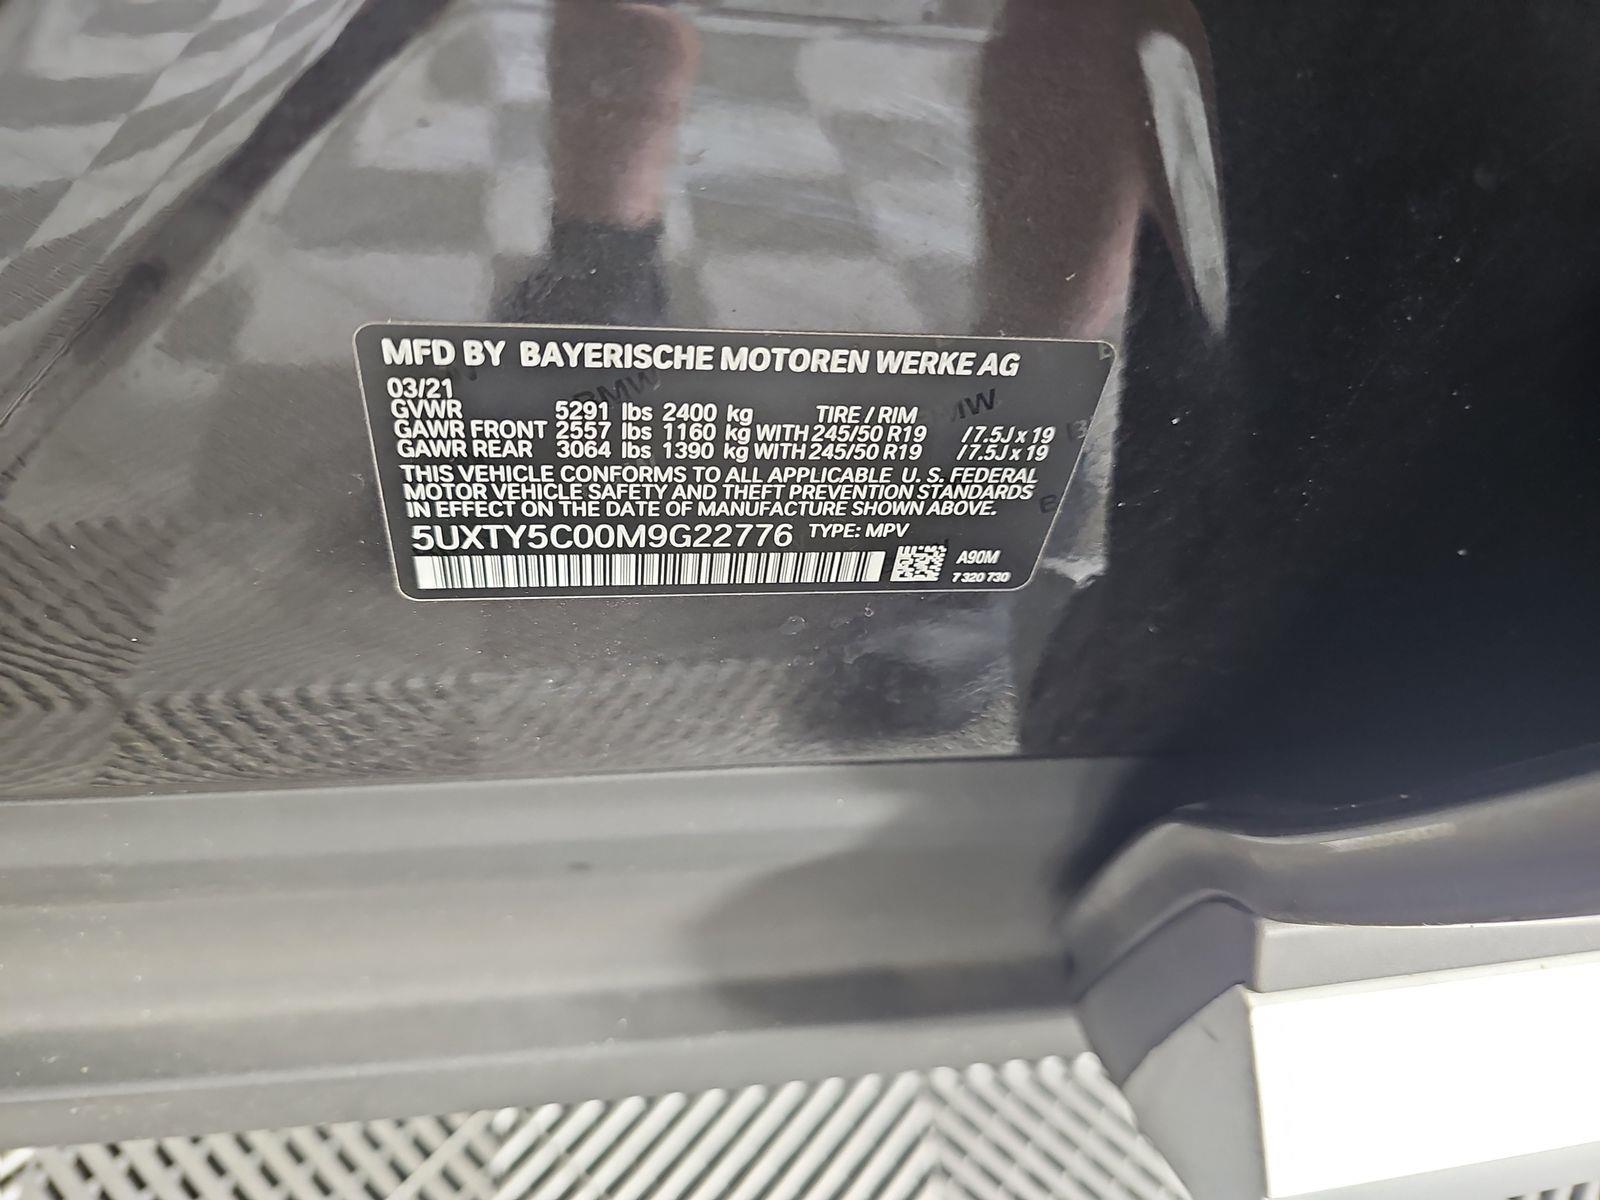 MFD BY BAYERISCHE MOTOREN WERKE AG
03/21
GVWR 5291 lbs 2400 kg TIRE / RIM
GAWR FRONT 2557 lbs 1160 kg WITH 245/50 R19 / 7.5J x 19
GAWR REAR 3064 lbs 1390 kg WITH 245/50 R19 / 7.5J x 19
THIS VEHICLE CONFORMS TO ALL APPLICABLE U. S. FEDERAL
MOTOR VEHICLE SAFETY AND THEFT PREVENTION STANDARDS
IN EFFECT ON THE DATE OF MANUFACTURE SHOWN ABOVE.
5UXTY5C00M9G22776 TYPE: MPV
A90M
7 320 730